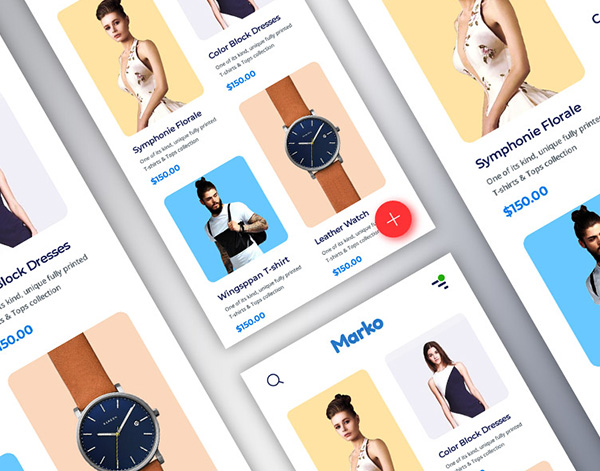 Color Block Dresses
One of its kind, unique fully printed
T-shirts & Tops collection
$150.00
Symphonie Florale
One of its kind, unique fully printed
T-shirts & Tops collection
$150.00
Leather Watch
One of its kind, unique
T-shirts & Tops collection
$150.00
Wingsppan T-shirt
One of its kind, unique fully printed
T-shirts & Tops collection
$150.00
Symphonie Florale
One of its kind, unique fully printed
T-shirts & Tops collection
$150.00
Block Dresses
its kind, unique fully printed
& Tops collection
Marko
Color Block Dresses
One of its kind, unique fully printed
T-shirts & Tops collection